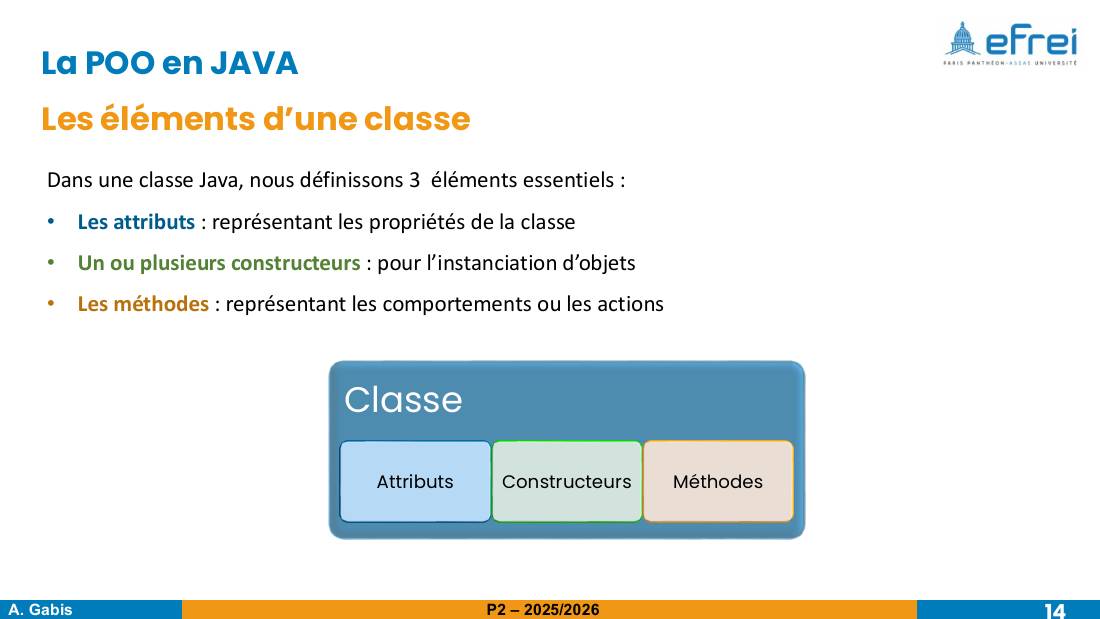 efrei
PARIS PANTHÉON-ASSAS UNIVERSITÉ
La POO en JAVA
Les éléments d’une classe
Dans une classe Java, nous définissons 3  éléments essentiels :
• Les attributs : représentant les propriétés de la classe
• Un ou plusieurs constructeurs : pour l’instanciation d’objets
• Les méthodes : représentant les comportements ou les actions
Classe
Attributs
Constructeurs
Méthodes
A. Gabis
P2 – 2025/2026
14